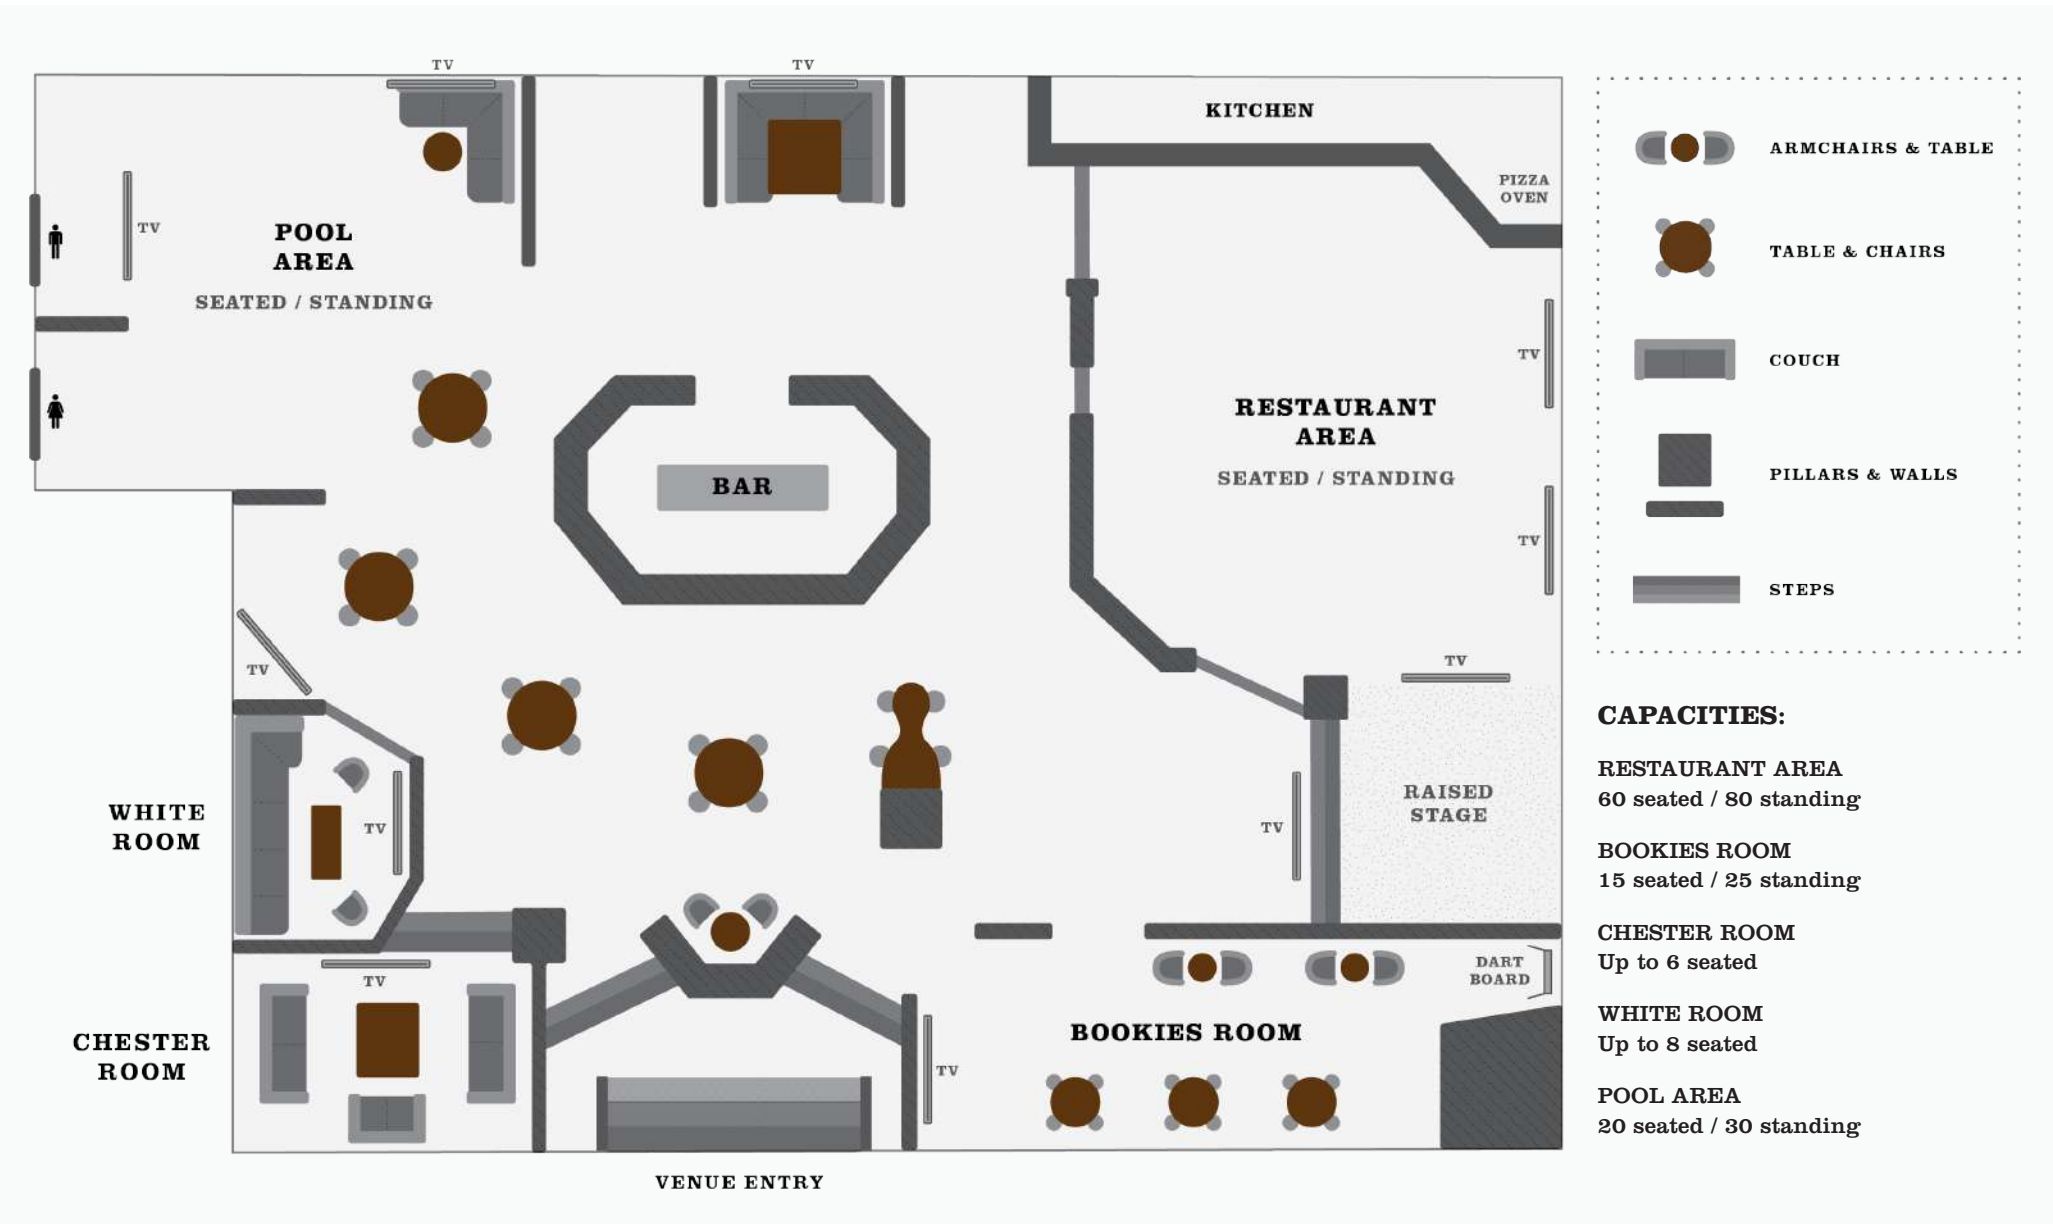 TV
TV
KITCHEN
PIZZA
OVEN
TV
POOL
AREA
SEATED / STANDING
TV
RESTAURANT
AREA
SEATED / STANDING
BAR
TV
TV
TV
RAISED
STAGE
TV
WHITE
ROOM
TV
TV
CHESTER
ROOM
DART
BOARD
BOOKIES ROOM
TV
VENUE ENTRY
ARMCHAIRS & TABLE
TABLE & CHAIRS
COUCH
PILLARS & WALLS
STEPS
CAPACITIES:
RESTAURANT AREA
60 seated / 80 standing
BOOKIES ROOM
15 seated / 25 standing
CHESTER ROOM
Up to 6 seated
WHITE ROOM
Up to 8 seated
POOL AREA
20 seated / 30 standing